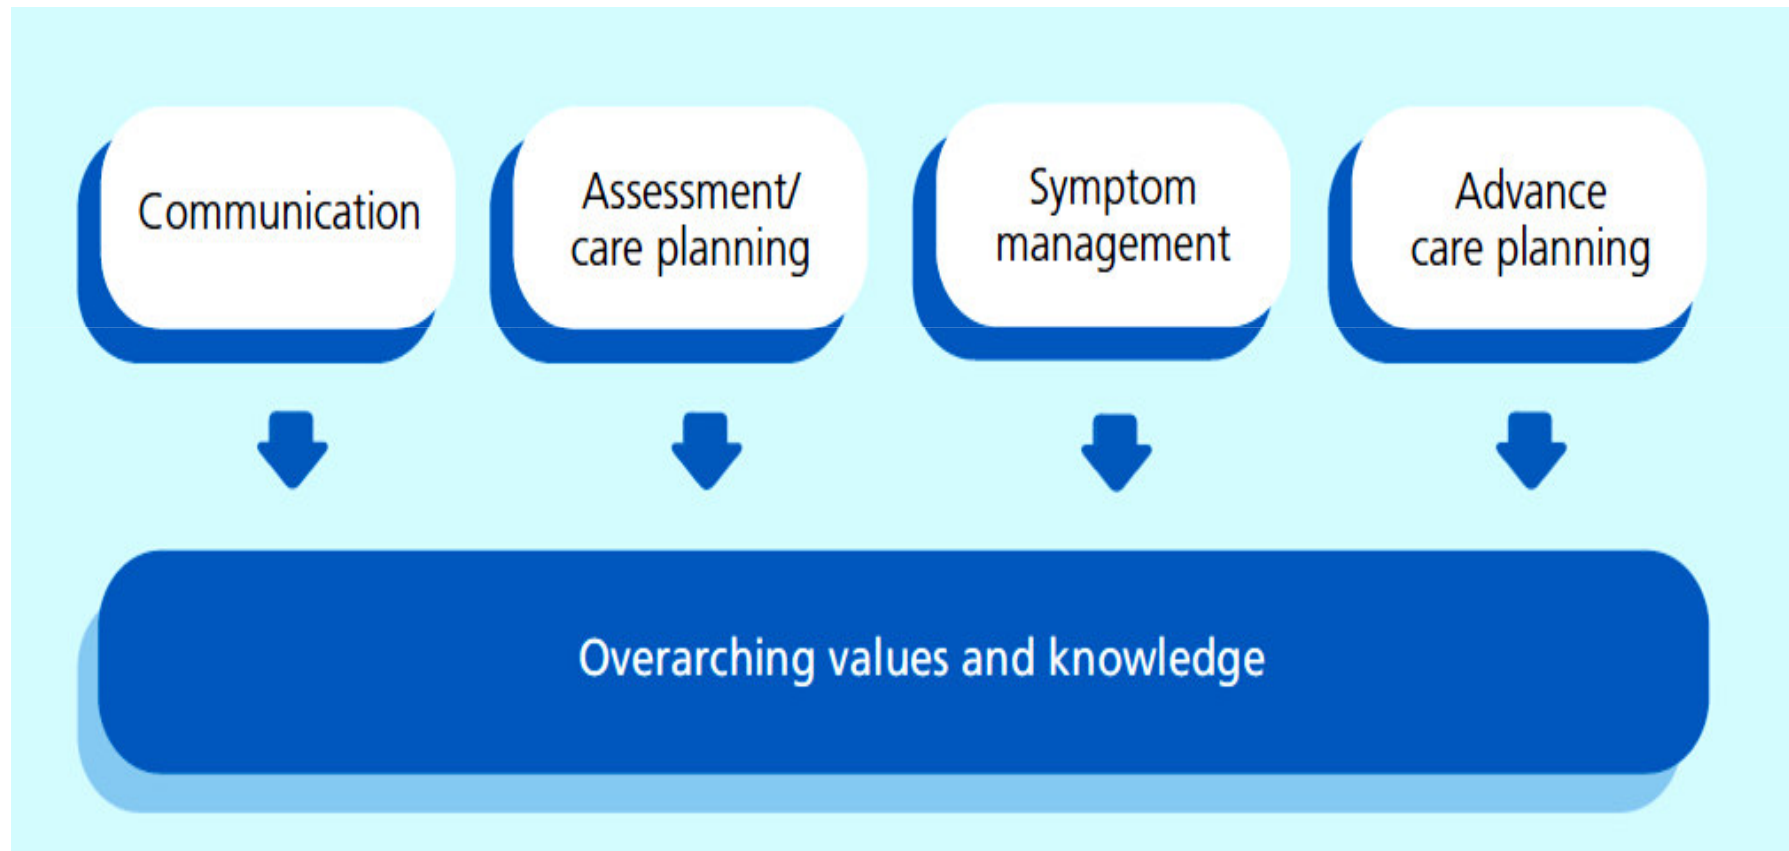 Communication
Assessment/
care planning
Symptom
management
Advance
care planning
Overarching values and knowledge